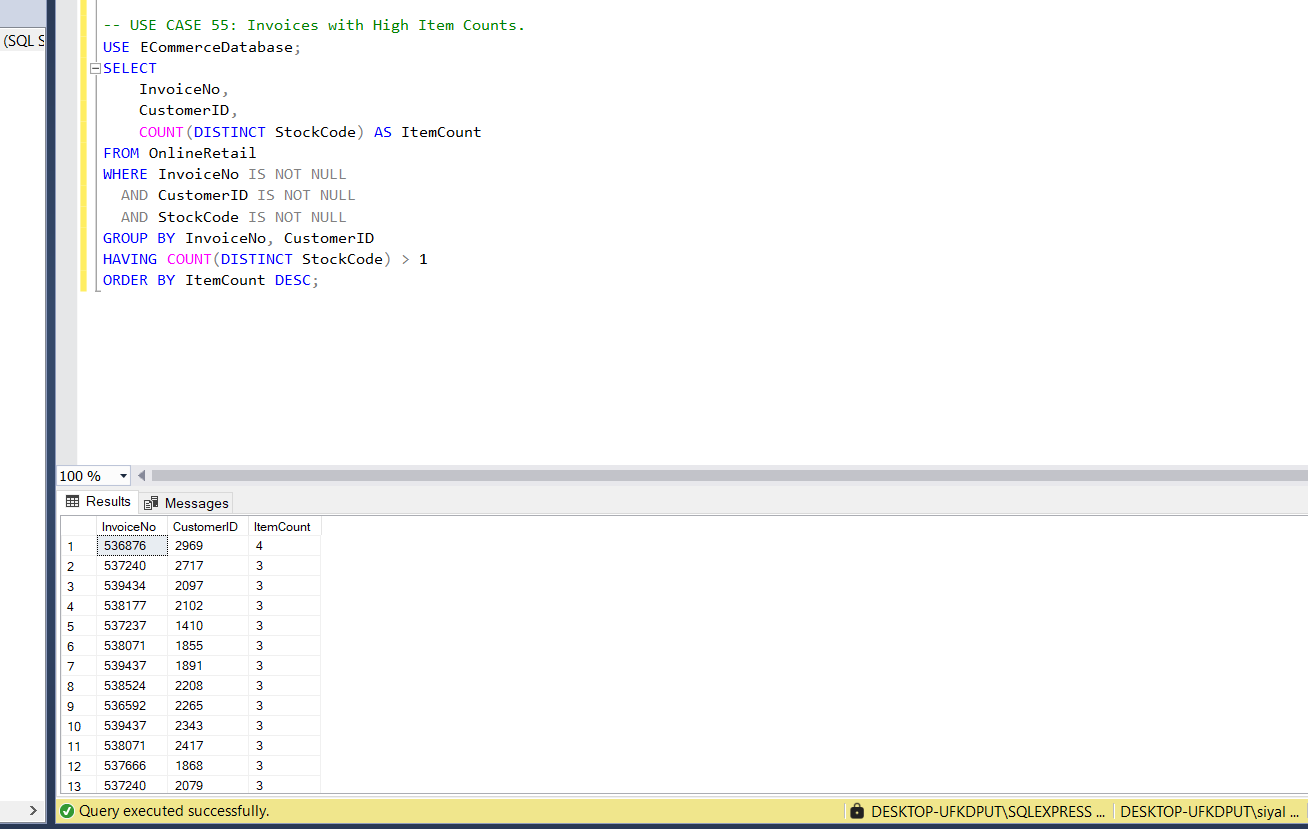 -- USE CASE 55: Invoices with High Item Counts.
(SQL S
USE ECommerceDatabase;
SELECT
InvoiceNo,
CustomerID,
COUNT(DISTINCT StockCode) AS ItemCount
FROM OnlineRetail
WHERE InvoiceNo IS NOT NULL
AND CustomerID IS NOT NULL
AND StockCode IS NOT NULL
GROUP BY InvoiceNo, CustomerID
HAVING COUNT(DISTINCT StockCode) > 1
ORDER BY ItemCount DESC;
100 %
Results Messages
InvoiceNo CustomerID ItemCount
1 536876 2969 4
2 537240 2717 3
3 539434 2097 3
4 538177 2102 3
5 537237 1410 3
6 538071 1855 3
7 539437 1891 3
8 538524 2208 3
9 536592 2265 3
10 539437 2343 3
11 538071 2417 3
12 537666 1868 3
13 537240 2079 3
Query executed successfully. DESKTOP-UFKDPUT\SQLEXPRESS ... DESKTOP-UFKDPUT\siyal ...